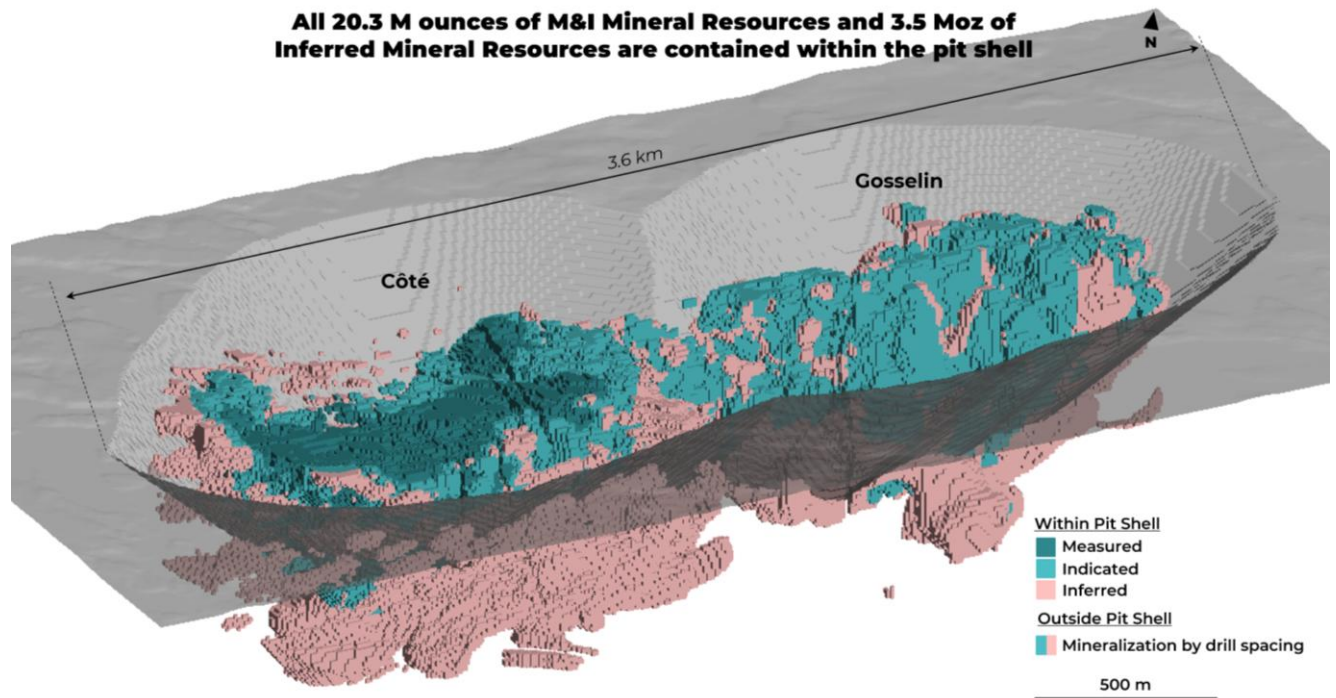 All 20.3 M ounces of M&I Mineral Resources and 3.5 Moz of
Inferred Mineral Resources are contained within the pit shell
N
3.6 km
Gosselin
Côté
Within Pit Shell
Measured
Indicated
Inferred
Outside Pit Shell
Mineralization by drill spacing
500 m